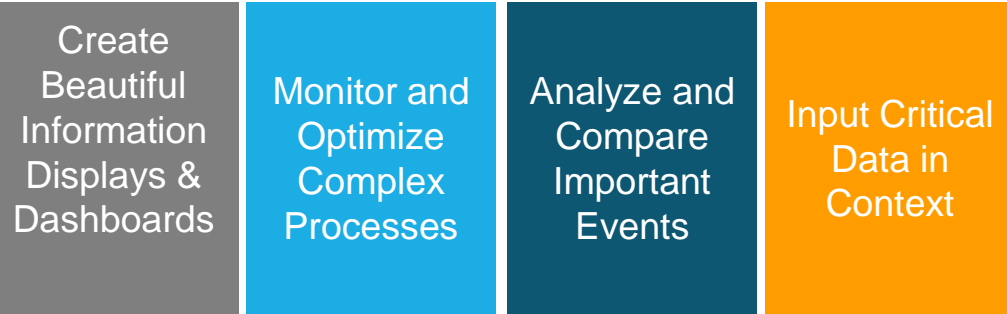 Create
Beautiful
Information
Displays &
Dashboards
Monitor and
Optimize
Complex
Processes
Analyze and
Compare
Important
Events
Input Critical
Data in
Context